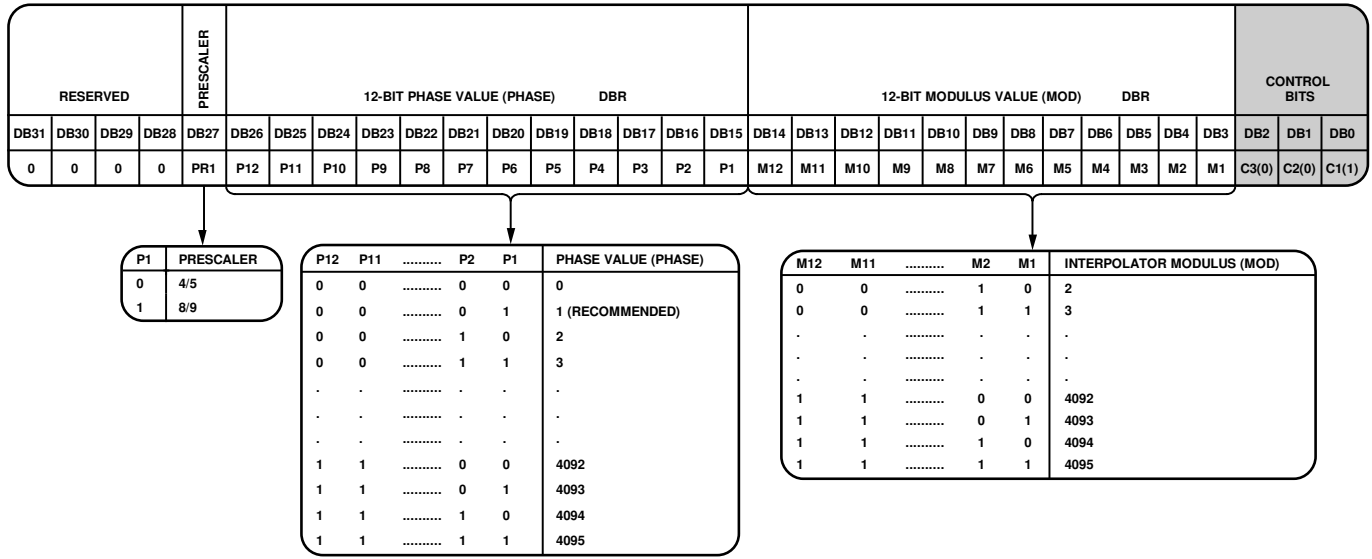 RESERVED
PRESCALER
12-BIT PHASE VALUE (PHASE) DBR
12-BIT MODULUS VALUE (MOD) DBR
CONTROL
BITS
DB31 DB30 DB29 DB28 DB27 DB26 DB25 DB24 DB23 DB22 DB21 DB20 DB19 DB18 DB17 DB16 DB15 DB14 DB13 DB12 DB11 DB10 DB9 DB8 DB7 DB6 DB5 DB4 DB3 DB2 DB1 DB0
0 0 0 0 PR1 P12 P11 P10 P9 P8 P7 P6 P5 P4 P3 P2 P1 M12 M11 M10 M9 M8 M7 M6 M5 M4 M3 M2 M1 C3(0) C2(0) C1(1)
P1 PRESCALER
0 4/5
1 8/9
P12 P11 .......... P2 P1 PHASE VALUE (PHASE)
0 0 .......... 0 0 0
0 0 .......... 0 1 1 (RECOMMENDED)
0 0 .......... 1 0 2
0 0 .......... 1 1 3
. . .......... . . .
. . .......... . . .
. . .......... . . .
1 1 .......... 0 0 4092
1 1 .......... 0 1 4093
1 1 .......... 1 0 4094
1 1 .......... 1 1 4095
M12 M11 .......... M2 M1 INTERPOLATOR MODULUS (MOD)
0 0 .......... 1 0 2
0 0 .......... 1 1 3
. . .......... . . .
. . .......... . . .
. . .......... . . .
1 1 .......... 0 0 4092
1 1 .......... 0 1 4093
1 1 .......... 1 0 4094
1 1 .......... 1 1 4095